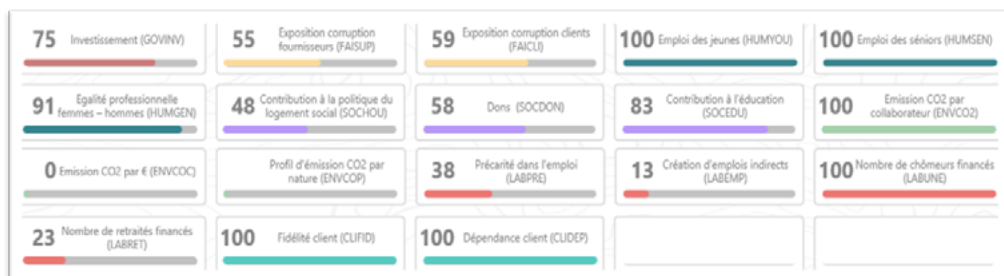 75 Investissement (GOVINV)
55 Exposition corruption
fournisseurs (FAISUP)
59 Exposition corruption clients
(FAICLI)
100 Emploi des jeunes (HUMYOU)
100 Emploi des séniors (HUMSEN)
91 Egalité professionnelle
femmes – hommes (HUMGEN)
48 Contribution à la politique du
logement social (SOCHOU)
58 Dons (SOCDON)
83 Contribution à l'éducation
(SOCEDU)
100 Emission CO2 par
collaborateur (ENVCO2)
0 Emission CO2 par € (ENVCOC)
Profil d'émission CO2 par
nature (ENVCOP)
38 Précarité dans l'emploi
(LABPRE)
13 Création d'emplois indirects
(LABEMP)
100 Nombre de chômeurs financés
(LABUNE)
23 Nombre de retraités financés
(LABRET)
100 Fidélité client (CLIFID)
100 Dépendance client (CLIDEP)